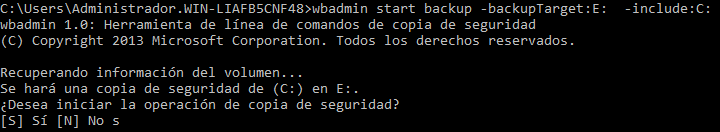 C:\Users\Administrador.WIN-LIAFB5CNF48>wbadmin start backup -backupTarget:E:  -include:C:
wbadmin 1.0: Herramienta de línea de comandos de copia de seguridad
(C) Copyright 2013 Microsoft Corporation. Todos los derechos reservados.

Recuperando información del volumen...
Se hará una copia de seguridad de (C:) en E:.
¿Desea iniciar la operación de copia de seguridad?
[S] Sí [N] No s